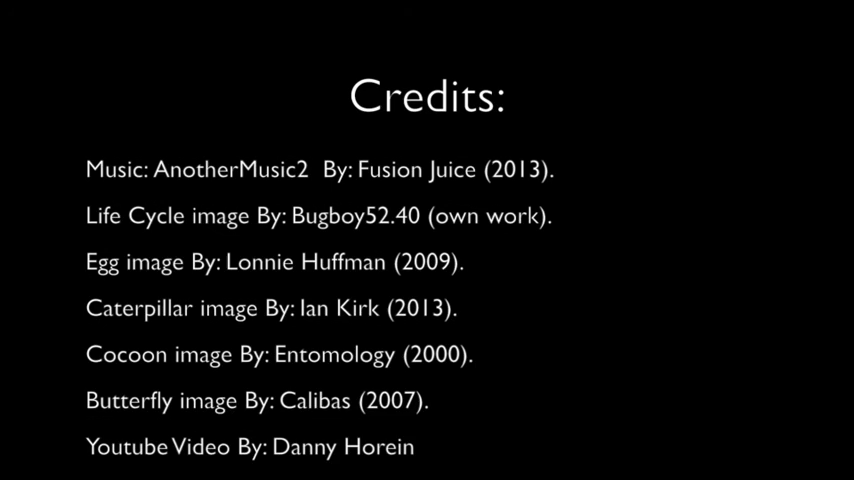 Credits:
Music: AnotherMusic2 By: Fusion Juice (2013).
Life Cycle image By: Bugboy52.40 (own work).
Egg image By: Lonnie Huffman (2009).
Caterpillar image By: Ian Kirk (2013).
Cocoon image By: Entomology (2000).
Butterfly image By: Calibas (2007).
Youtube Video By: Danny Horein